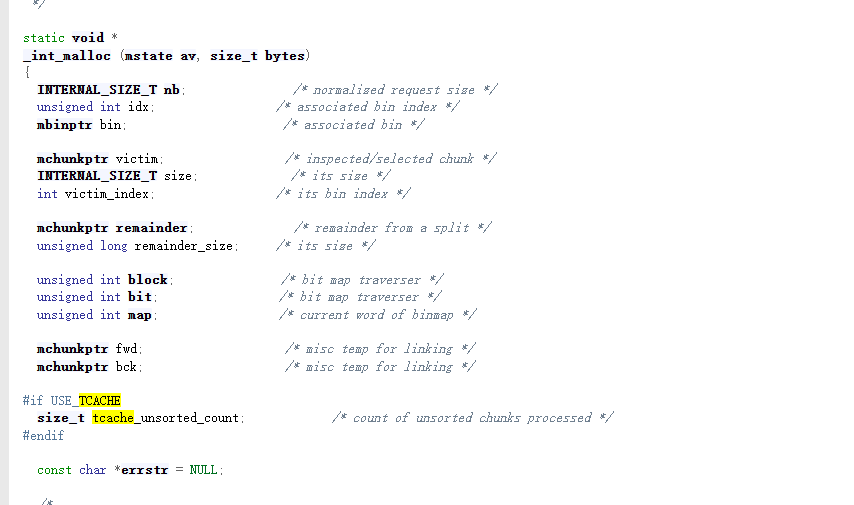 */
static void *
_int_malloc (mstate av, size_t bytes)
{
INTERNAL_SIZE_T nb; /* normalized request size */
unsigned int idx; /* associated bin index */
mbinptr bin; /* associated bin */
mchunkptr victim; /* inspected/selected chunk */
INTERNAL_SIZE_T size; /* its size */
int victim_index; /* its bin index */
mchunkptr remainder; /* remainder from a split */
unsigned long remainder_size; /* its size */
unsigned int block; /* bit map traverser */
unsigned int bit; /* bit map traverser */
unsigned int map; /* current word of binmap */
mchunkptr fwd; /* misc temp for linking */
mchunkptr bck; /* misc temp for linking */
#if USE_TCACHE
size_t tcache_unsorted_count; /* count of unsorted chunks processed */
#endif
const char *errstr = NULL;
/*